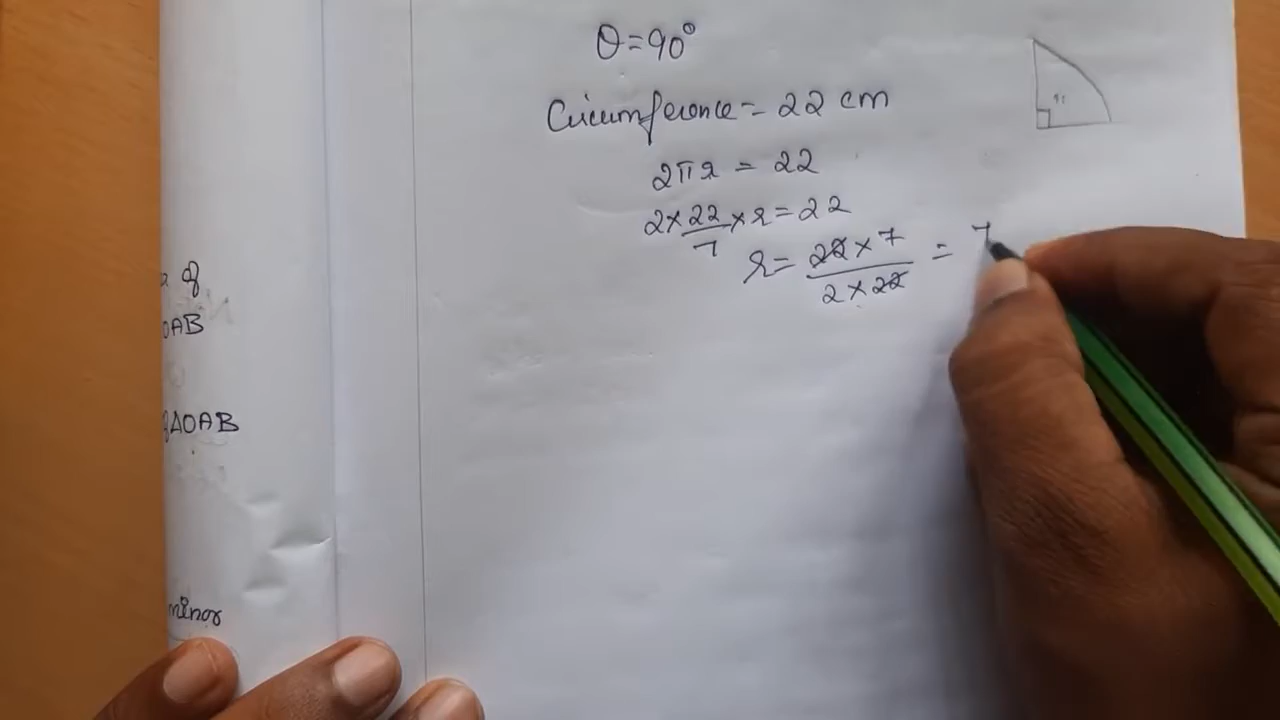 θ=90°
Circumference = 22 cm
2πr = 22
2×22/7×r=22
r= 22×7/2×22 = 7
of
OAB
ΔOAB
minor